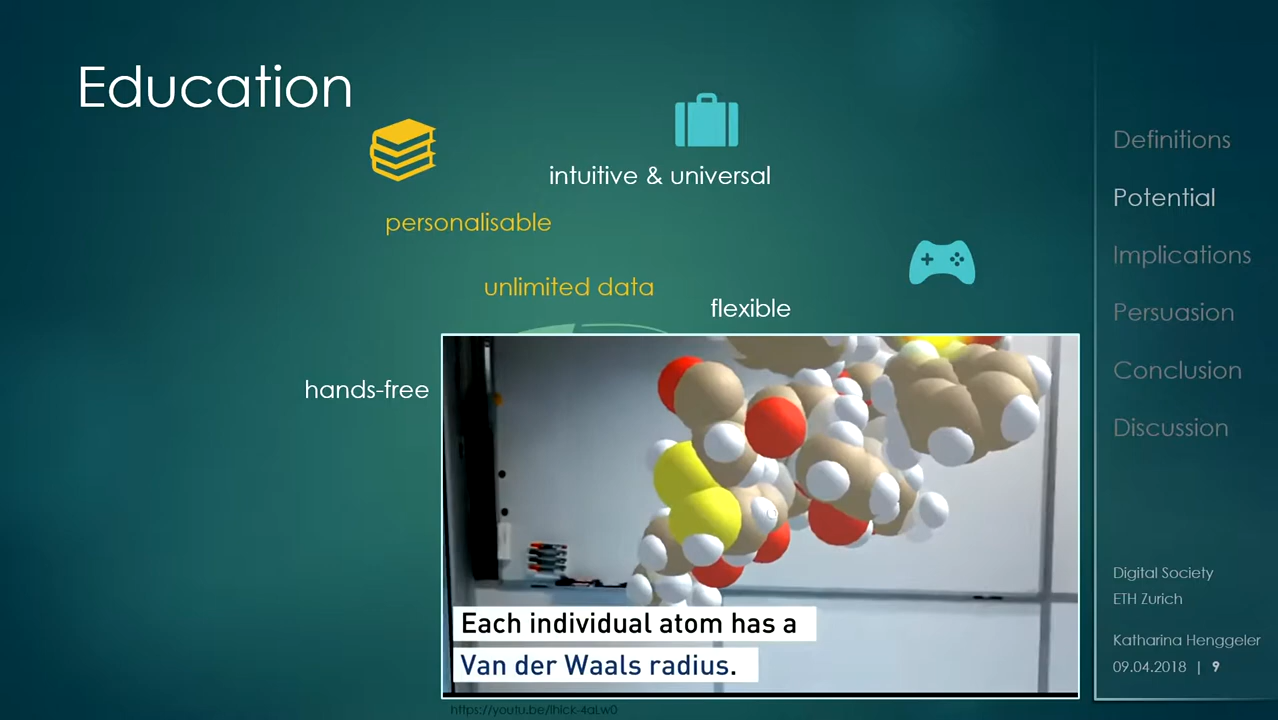 Education
intuitive & universal
personalisable
unlimited data
flexible
hands-free
Each individual atom has a
Van der Waals radius.
Definitions
Potential
Implications
Persuasion
Conclusion
Discussion
Digital Society
ETH Zurich
Katharina Henggeler
09.04.2018 | 9